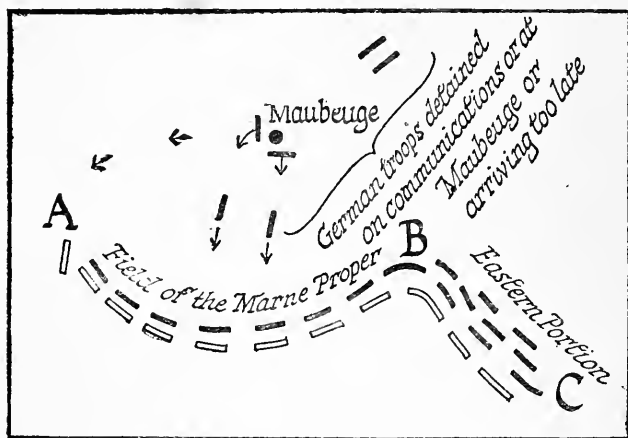 Maubeuge
German troops detained
on communications or at
Maubeuge or
arriving too late
A
Field of the Marne Proper
B
Eastern Portion
C